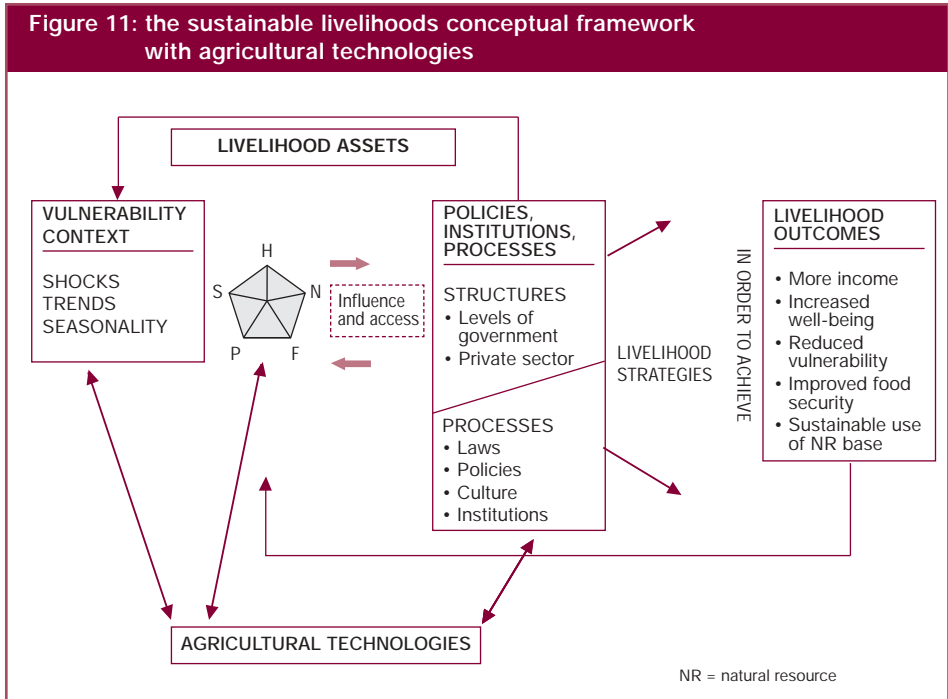 Figure 11: the sustainable livelihoods conceptual framework
with agricultural technologies
LIVELIHOOD ASSETS
VULNERABILITY
CONTEXT
SHOCKS
TRENDS
SEASONALITY
H
S
N
P
F
Influence
and access
POLICIES,
INSTITUTIONS,
PROCESSES
STRUCTURES
• Levels of
government
• Private sector
PROCESSES
• Laws
• Policies
• Culture
• Institutions
LIVELIHOOD
STRATEGIES
IN ORDER TO ACHIEVE
LIVELIHOOD
OUTCOMES
• More income
• Increased
well-being
• Reduced
vulnerability
• Improved food
security
• Sustainable use
of NR base
AGRICULTURAL TECHNOLOGIES
NR = natural resource